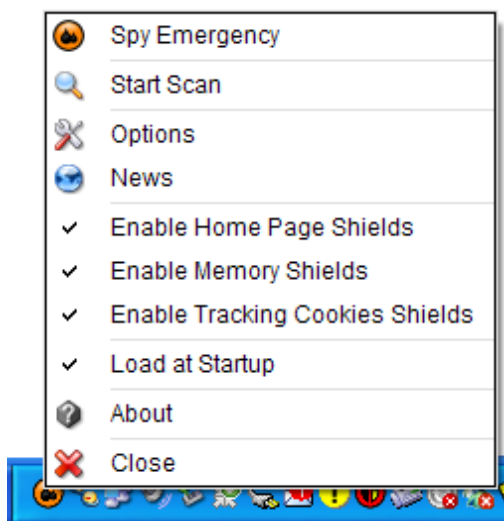 Spy Emergency
Start Scan
Options
News
Enable Home Page Shields
Enable Memory Shields
Enable Tracking Cookies Shields
Load at Startup
About
Close